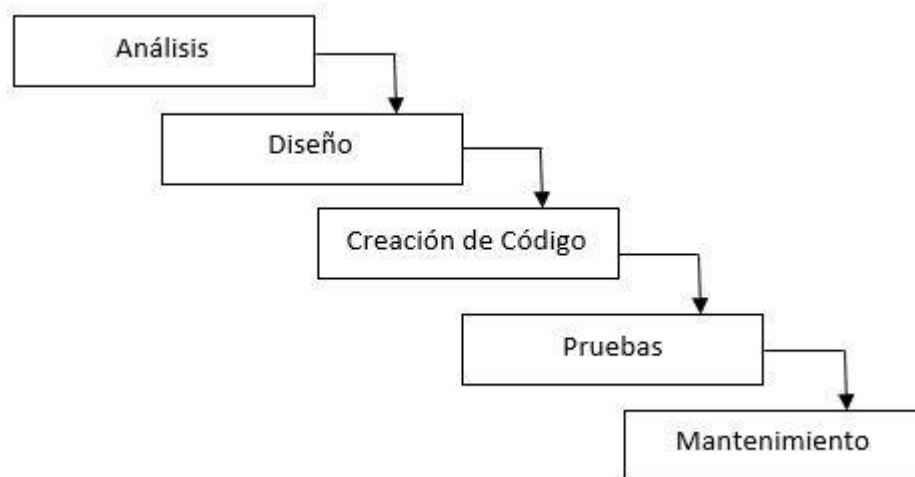 Análisis
Diseño
Creación de Código
Pruebas
Mantenimiento